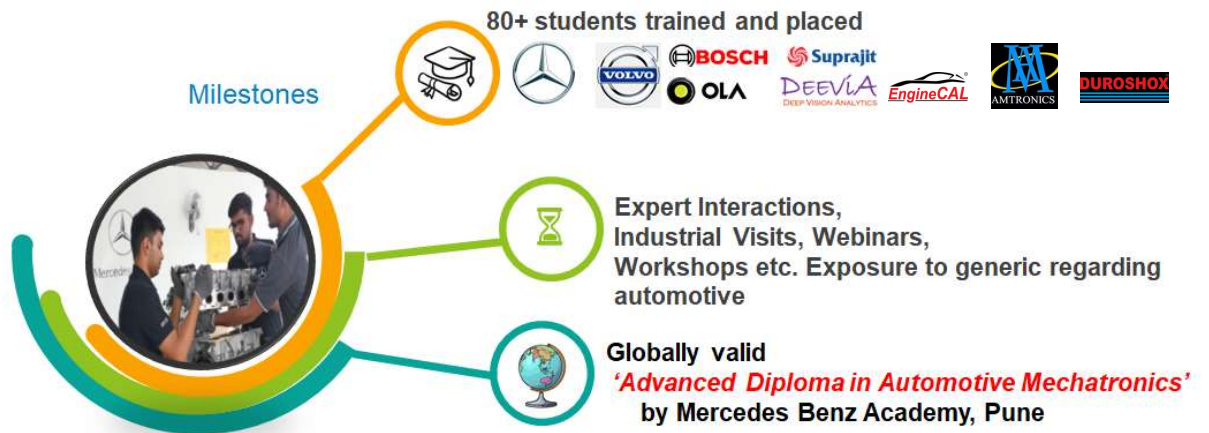 80+ students trained and placed
BOSCH
Suprajit
VOLVO
OLA
DEEVIA
DEEP VISION ANALYTICS
EngineCAL
AMTRONICS
DUROSHOX
Milestones
Mercedes
Expert Interactions,
Industrial Visits, Webinars,
Workshops etc. Exposure to generic regarding
automotive
Globally valid
‘Advanced Diploma in Automotive Mechatronics’
by Mercedes Benz Academy, Pune